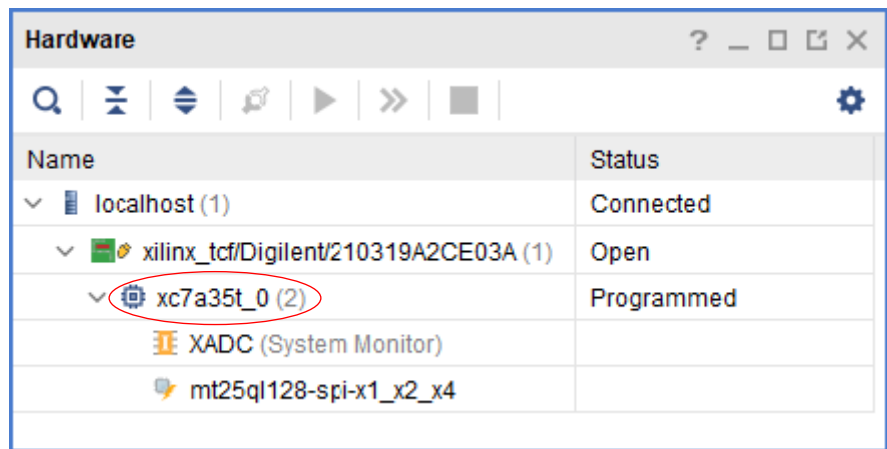 Hardware
Name Status
localhost (1) Connected
xilinx_tcf/Digilent/210319A2CE03A (1) Open
xc7a35t_0 (2) Programmed
XADC (System Monitor)
mt25ql128-spi-x1_x2_x4